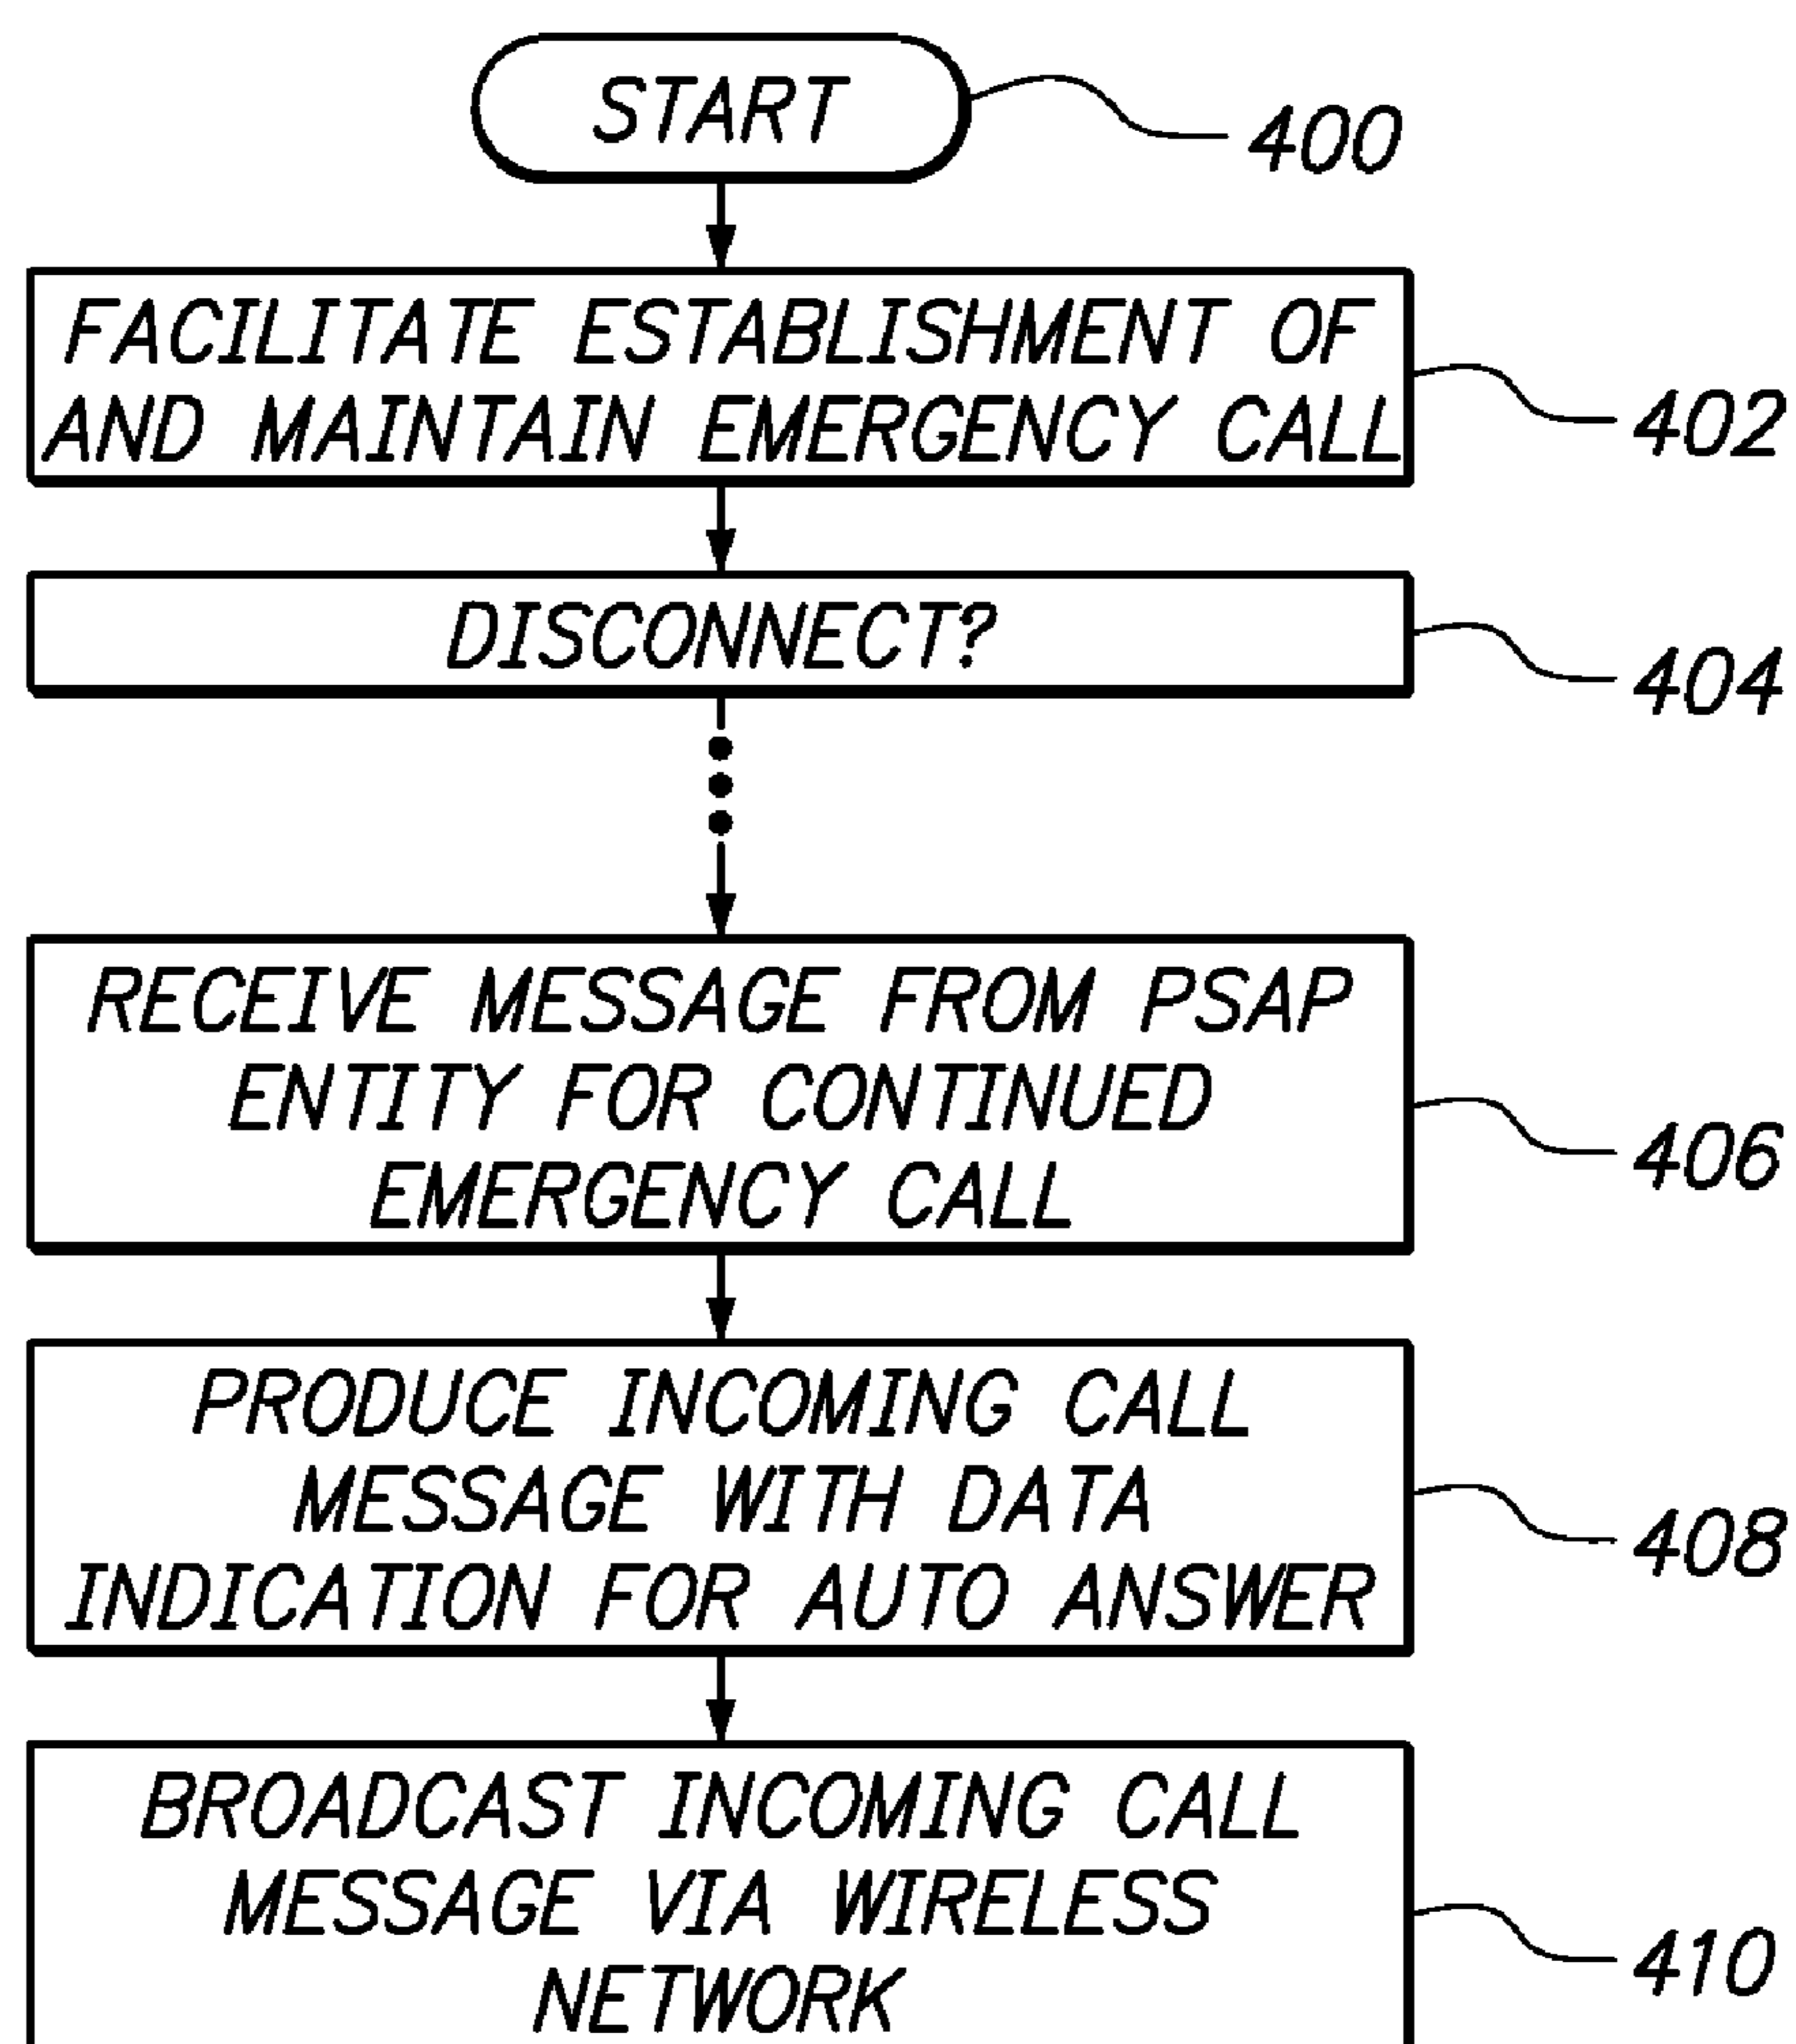 START
400
FACILITATE ESTABLISHMENT OF
AND MAINTAIN EMERGENCY CALL
402
DISCONNECT?
404
RECEIVE MESSAGE FROM PSAP
ENTITY FOR CONTINUED
EMERGENCY CALL
406
PRODUCE INCOMING CALL
MESSAGE WITH DATA
INDICATION FOR AUTO ANSWER
408
BROADCAST INCOMING CALL
MESSAGE VIA WIRELESS
NETWORK
410